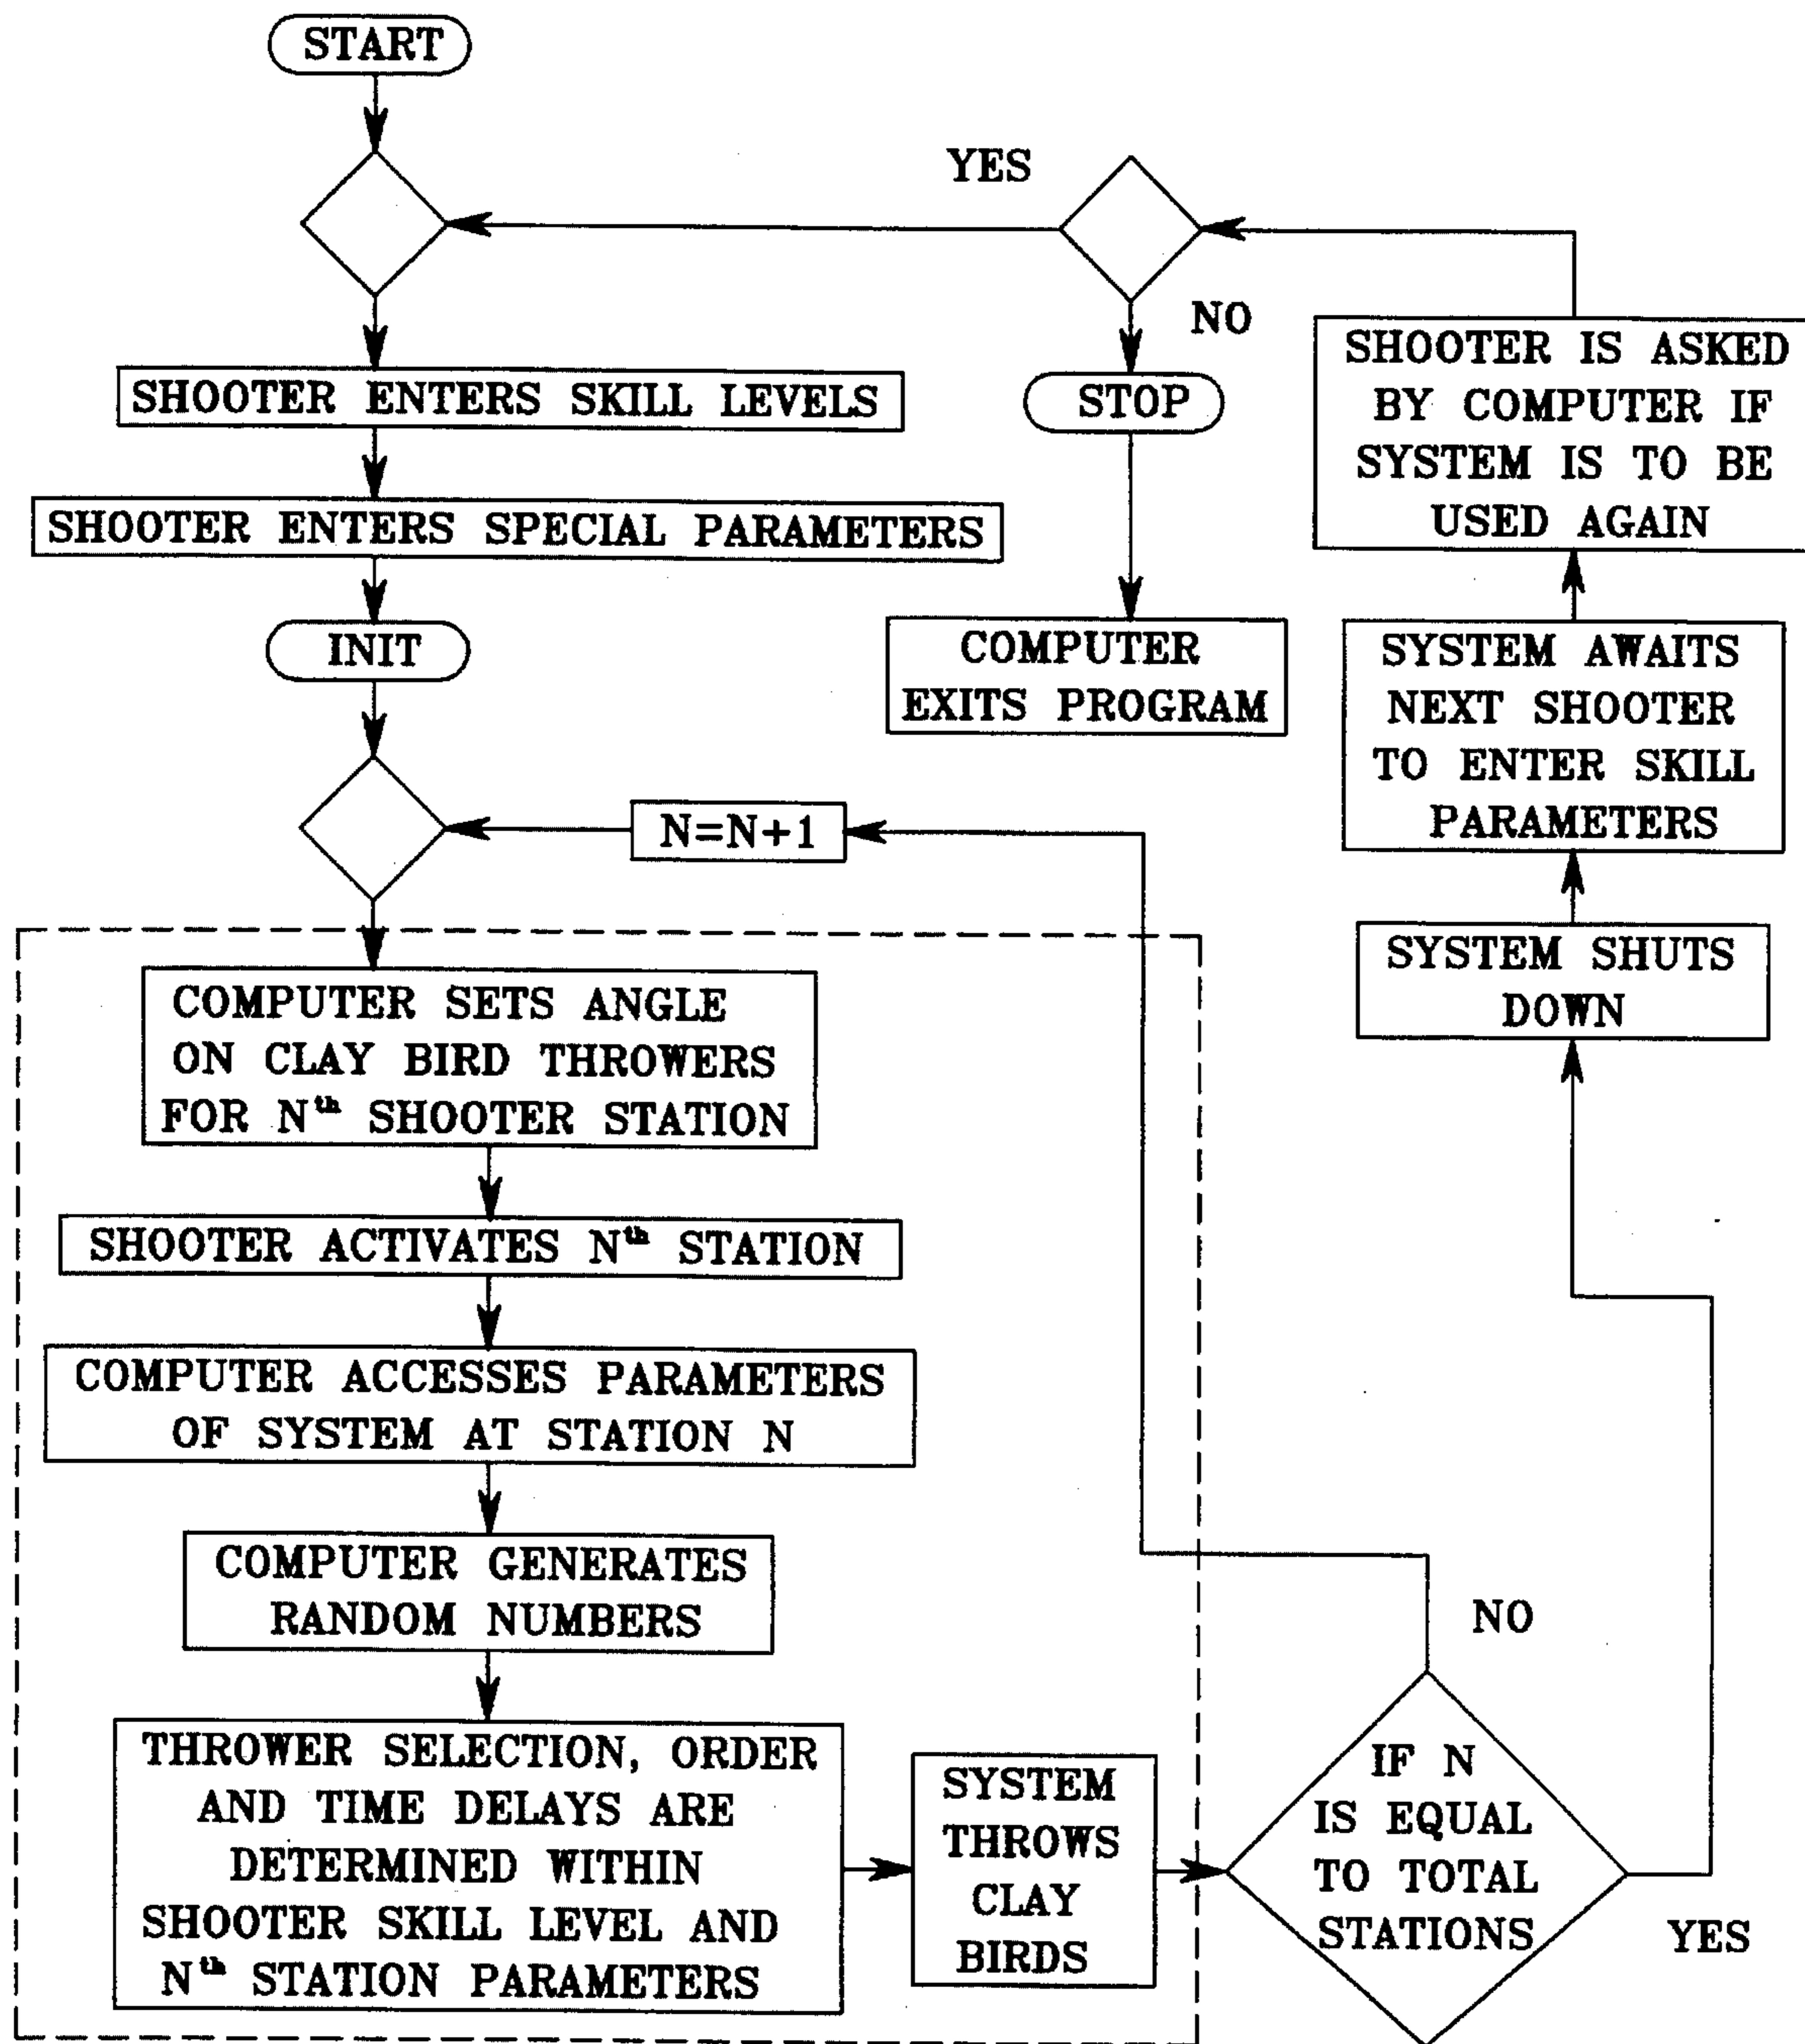 START
YES
NO
SHOOTER ENTERS SKILL LEVELS
STOP
SHOOTER IS ASKED
BY COMPUTER IF
SYSTEM IS TO BE
USED AGAIN
SHOOTER ENTERS SPECIAL PARAMETERS
INIT
COMPUTER
EXITS PROGRAM
SYSTEM AWAITS
NEXT SHOOTER
TO ENTER SKILL
PARAMETERS
N=N+1
SYSTEM SHUTS
DOWN
COMPUTER SETS ANGLE
ON CLAY BIRD THROWERS
FOR Nth SHOOTER STATION
SHOOTER ACTIVATES Nth STATION
COMPUTER ACCESSES PARAMETERS
OF SYSTEM AT STATION N
COMPUTER GENERATES
RANDOM NUMBERS
THROWER SELECTION, ORDER
AND TIME DELAYS ARE
DETERMINED WITHIN
SHOOTER SKILL LEVEL AND
Nth STATION PARAMETERS
SYSTEM
THROWS
CLAY
BIRDS
NO
IF N
IS EQUAL
TO TOTAL
STATIONS
YES